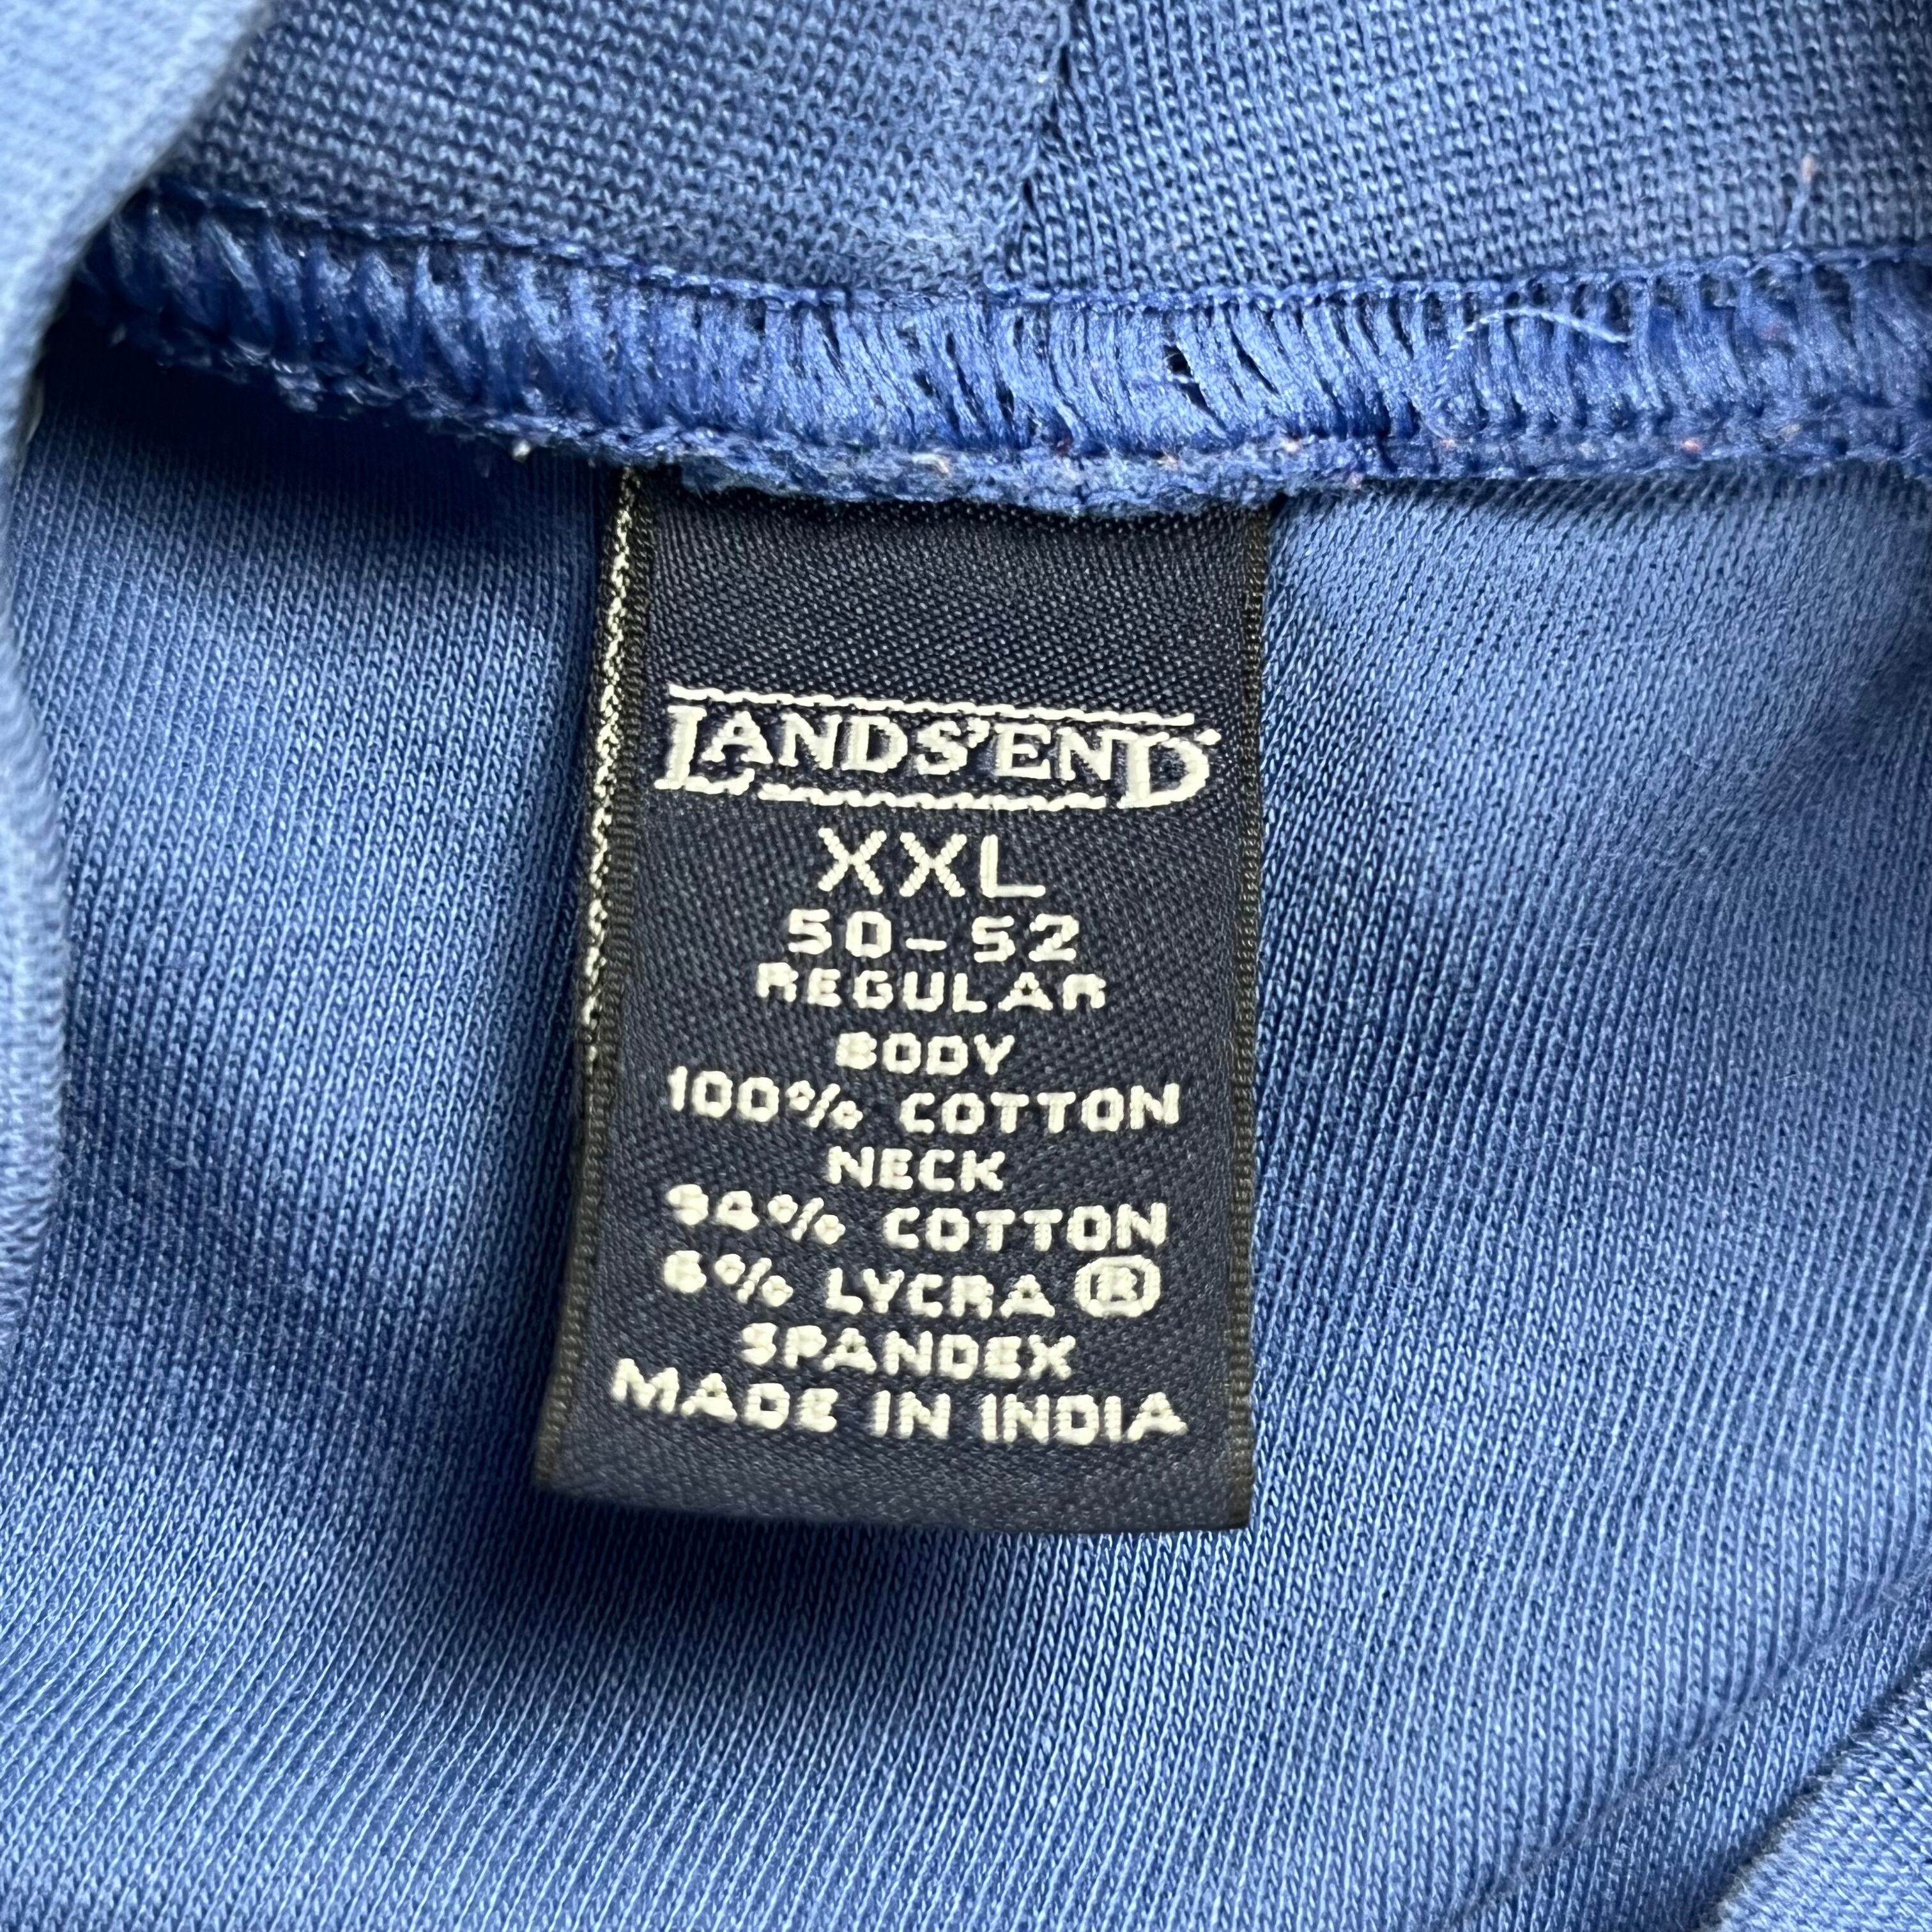 LANDS' END
XXL
50-52
REGULAR
BODY
100% COTTON
NECK
94% COTTON
6% LYCRA ®
SPANDEX
MADE IN INDIA